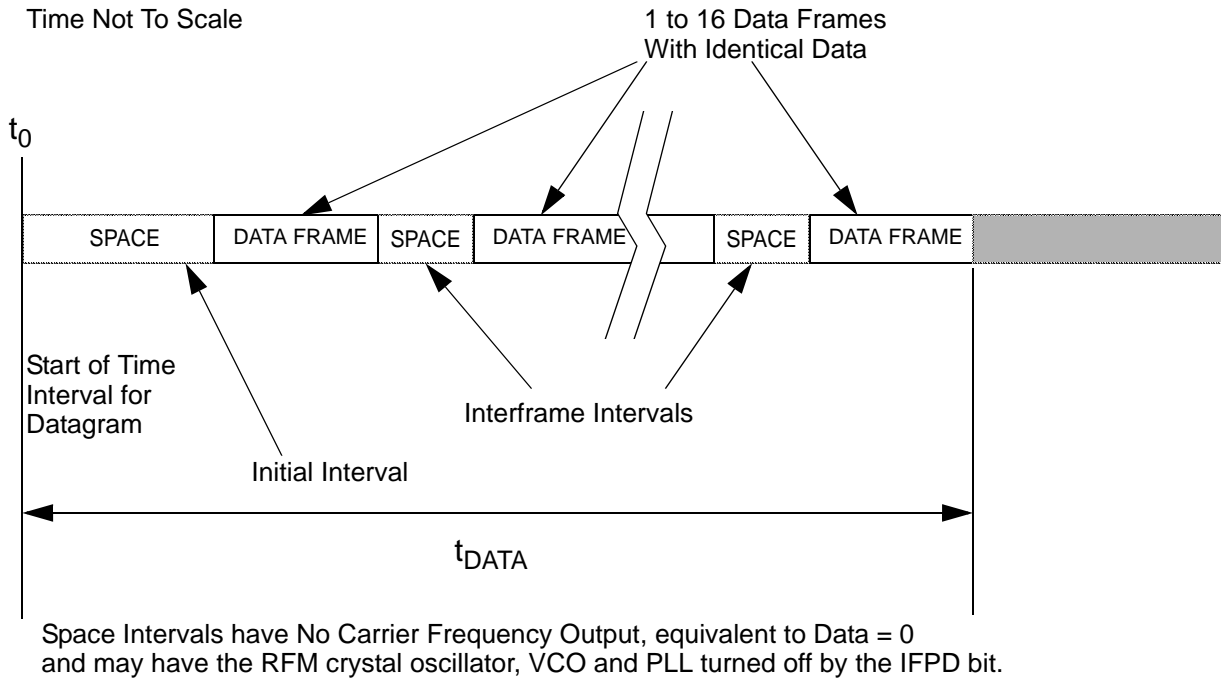 Time Not To Scale
1 to 16 Data Frames
With Identical Data
t0
SPACE
DATA FRAME
SPACE
DATA FRAME
SPACE
DATA FRAME
Start of Time
Interval for
Datagram
Interframe Intervals
Initial Interval
tDATA
Space Intervals have No Carrier Frequency Output, equivalent to Data = 0
and may have the RFM crystal oscillator, VCO and PLL turned off by the IFPD bit.